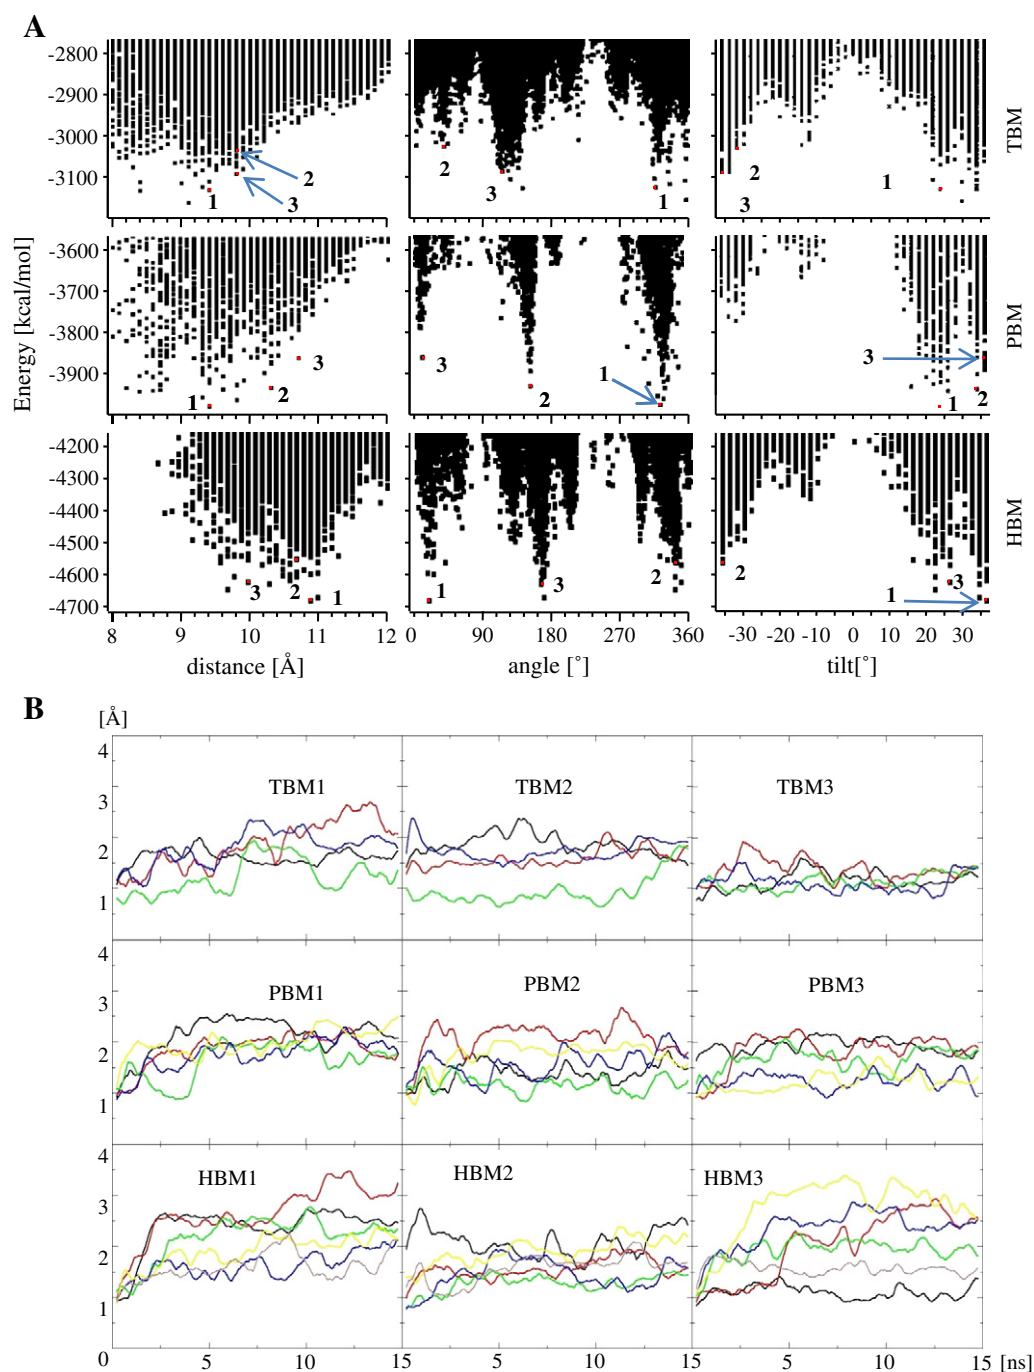 A
-2800
-2900
-3000
-3100
2
3
1
2
3
1
2
3
1
TBM
Energy [kcal/mol]
-3600
-3700
-3800
-3900
1
2
3
3
2
1
3
1
2
PBM
-4200
-4300
-4400
-4500
-4600
-4700
3
1
1
3
2
2
1
3
HBM
8 9 10 11 12
0 90 180 270 360
-30 -20 -10 0 10 20 30
distance [Å]
angle [°]
tilt[°]
B
[Å]
4
3
2
1
TBM1
TBM2
TBM3
4
3
2
1
PBM1
PBM2
PBM3
4
3
2
1
0
HBM1
HBM2
HBM3
0 5 10 15 5 10 15 5 10 15 [ns]